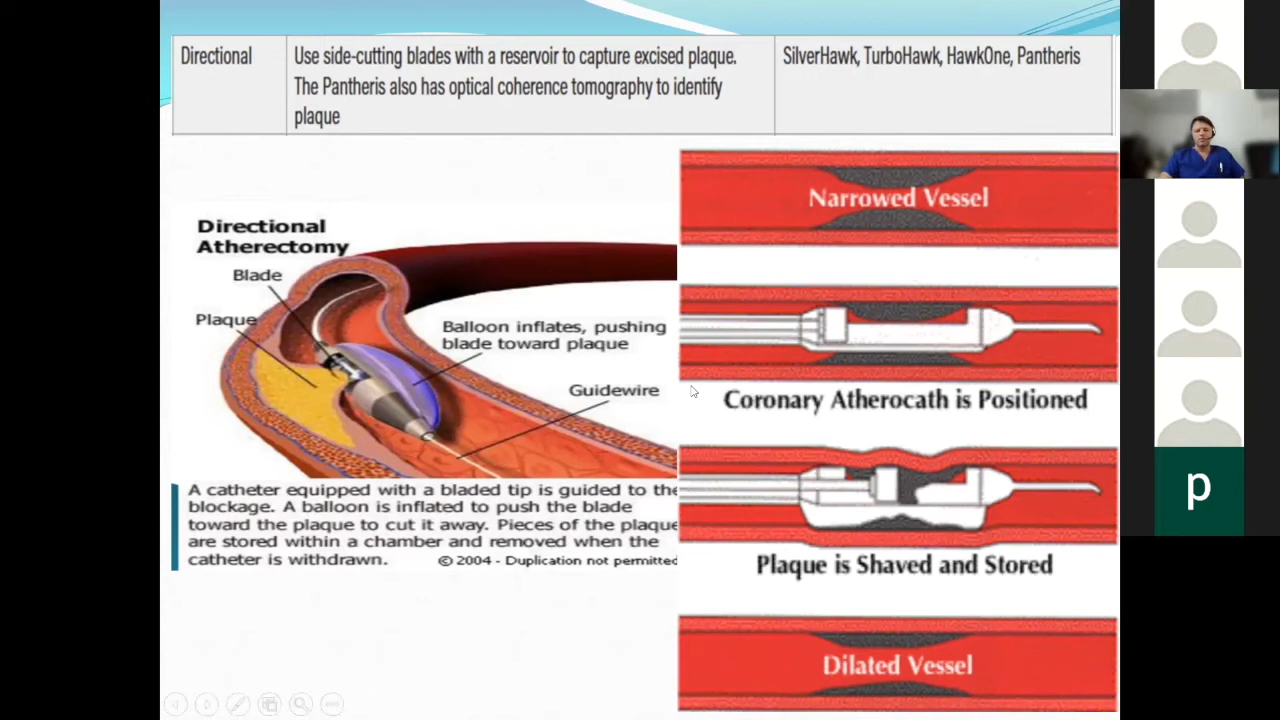 Directional
Use side-cutting blades with a reservoir to capture excised plaque.
The Pantheris also has optical coherence tomography to identify
plaque
SilverHawk, TurboHawk, HawkOne, Pantheris
Directional
Atherectomy
Blade
Plaque
Balloon inflates, pushing
blade toward plaque
Guidewire
A catheter equipped with a bladed tip is guided to the
blockage. A balloon is inflated to push the blade
toward the plaque to cut it away. Pieces of the plaque
are stored within a chamber and removed when the
catheter is withdrawn.
© 2004 - Duplication not permitted
Narrowed Vessel
Coronary Atherocath is Positioned
Plaque is Shaved and Stored
Dilated Vessel
p